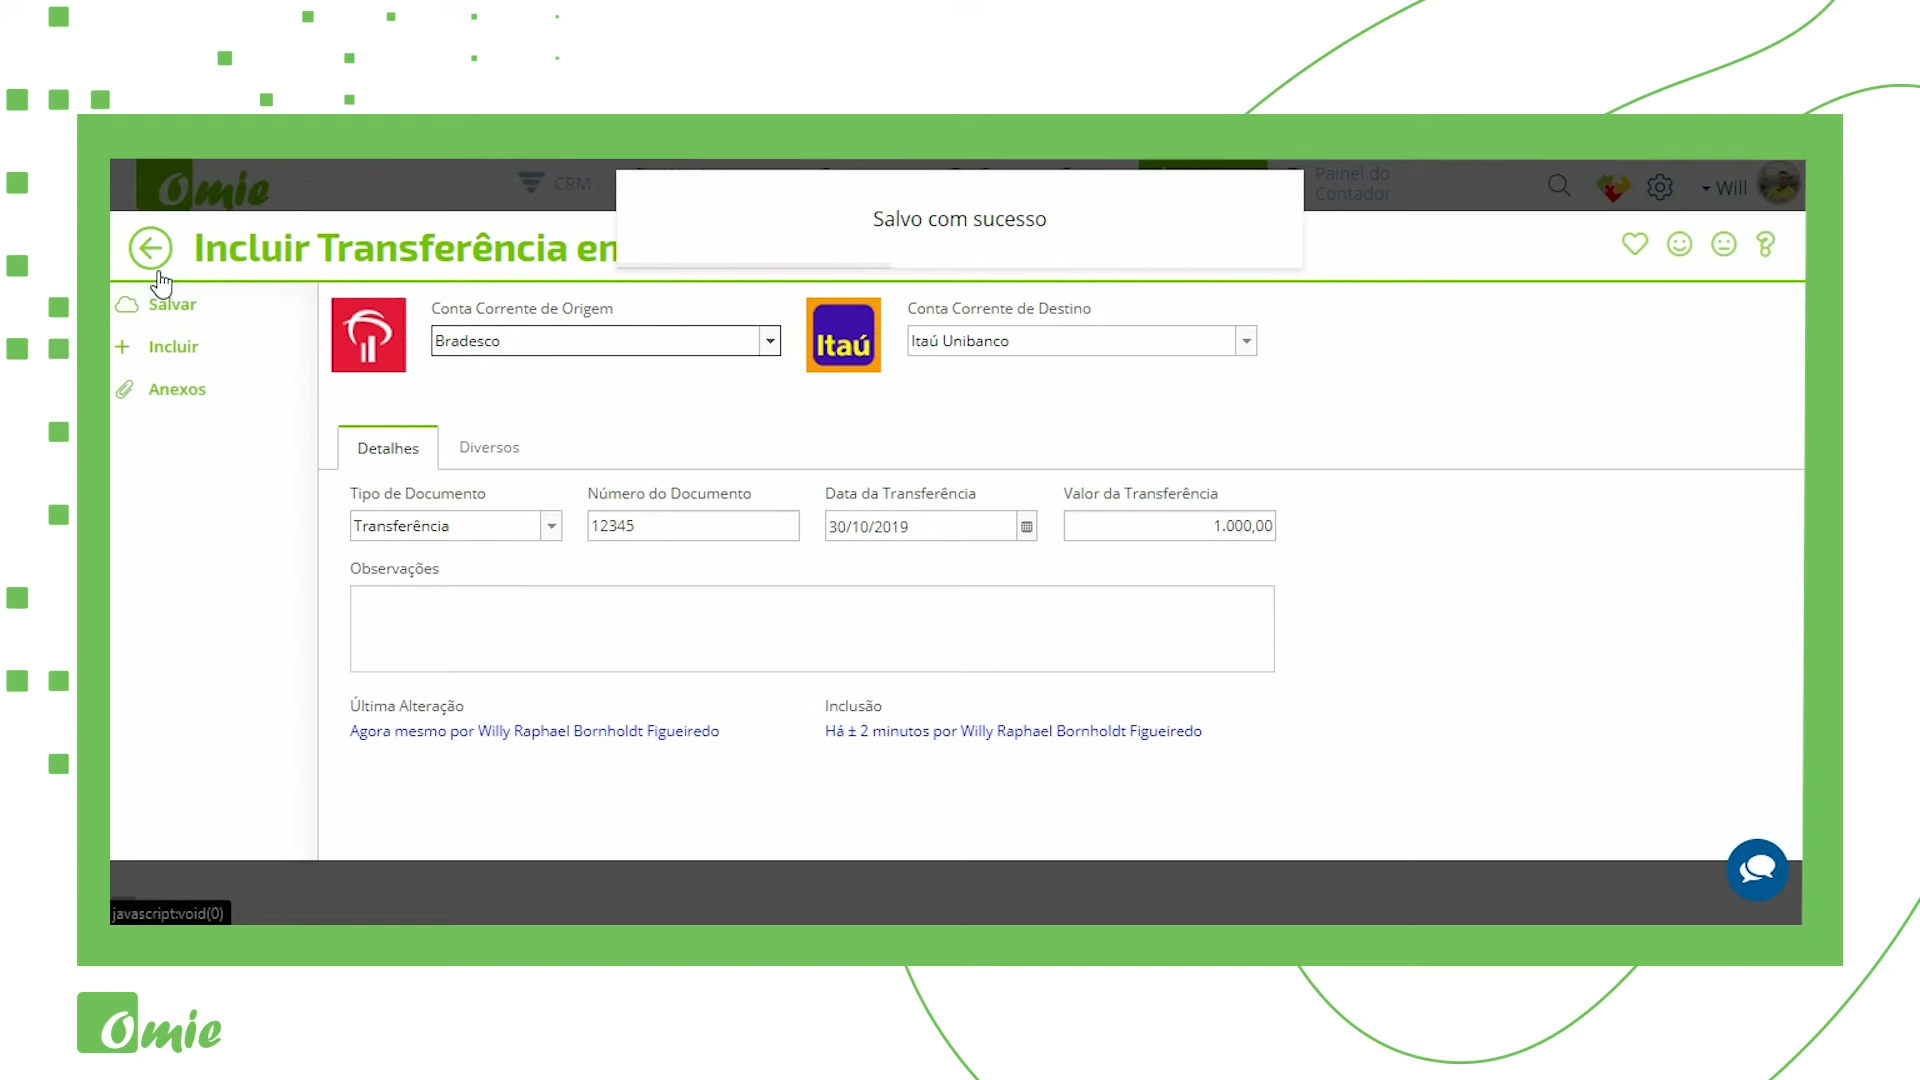 Omie
CRM
Painel do
Contador
Will
Salvo com sucesso
Incluir Transferência en
Salvar
Incluir
Anexos
Conta Corrente de Origem
Bradesco
Itaú
Conta Corrente de Destino
Itaú Unibanco
Detalhes
Diversos
Tipo de Documento
Número do Documento
Data da Transferência
Valor da Transferência
Transferência
12345
30/10/2019
1.000,00
Observações
Última Alteração
Inclusão
Agora mesmo por Willy Raphael Bornholdt Figueiredo
Há ± 2 minutos por Willy Raphael Bornholdt Figueiredo
javascript:void(0)
Omie